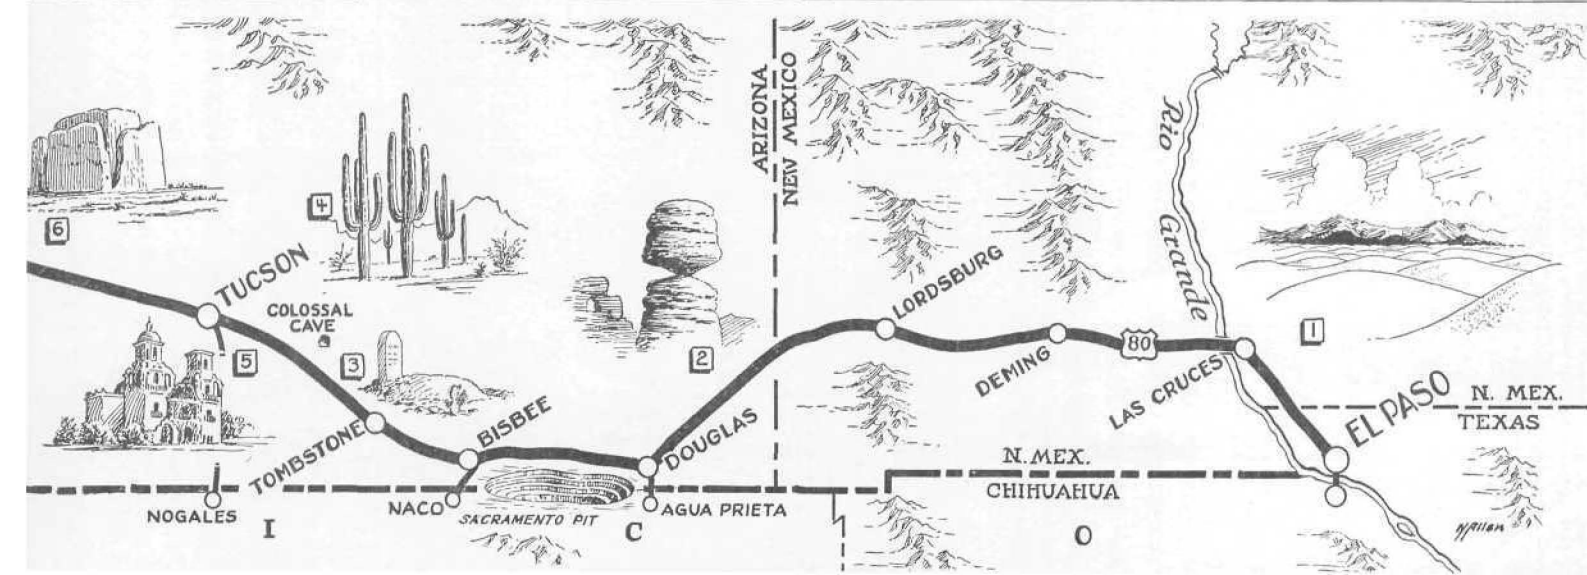 ARIZONA
NEW MEXICO
Rio
Grande
6
4
TUCSON
COLOSSAL
CAVE
5
3
2
1
LORDSBURG
80
DEMING
LAS CRUCES
EL PASO
N. MEX.
TEXAS
TOMBSTONE
BISBEE
DOUGLAS
N. MEX.
CHIHUAHUA
NOGALES
NACO
SACRAMENTO PIT
AGUA PRIETA
I
C
O
N Allen